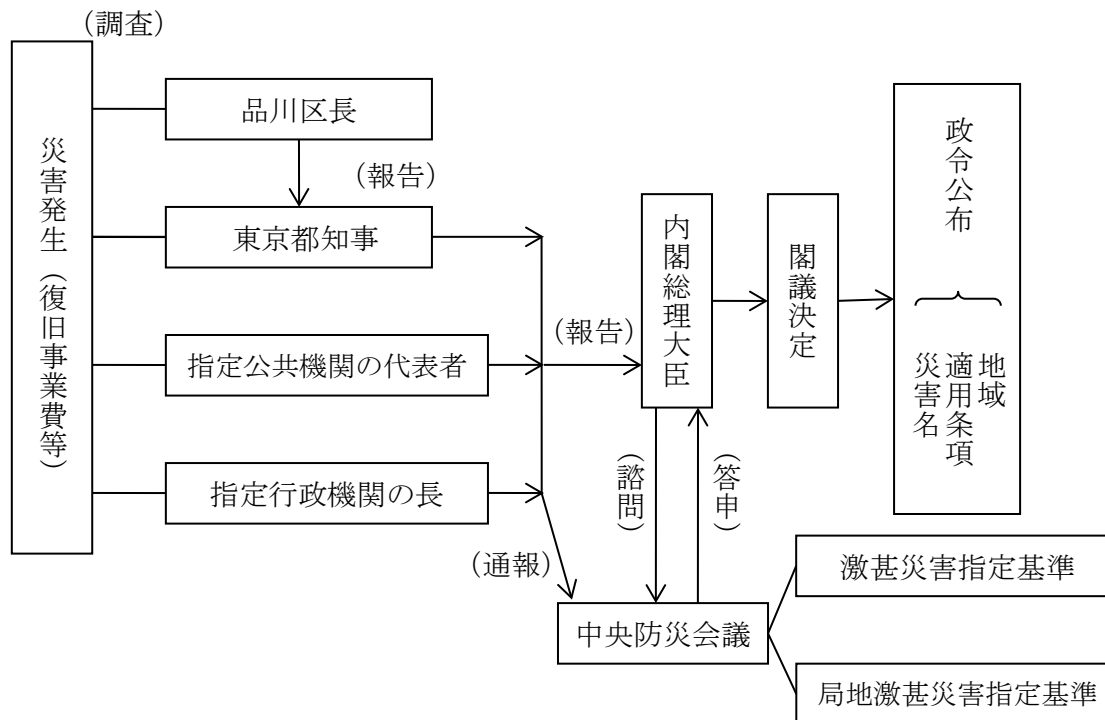 （調査）
災害発生（復旧事業費等）
品川区長
（報告）
東京都知事
指定公共機関の代表者
指定行政機関の長
（報告）
（通報）
内閣総理大臣
閣議決定
政令公布
地域
適用条項
災害名
（諮問）
（答申）
中央防災会議
激甚災害指定基準
局地激甚災害指定基準